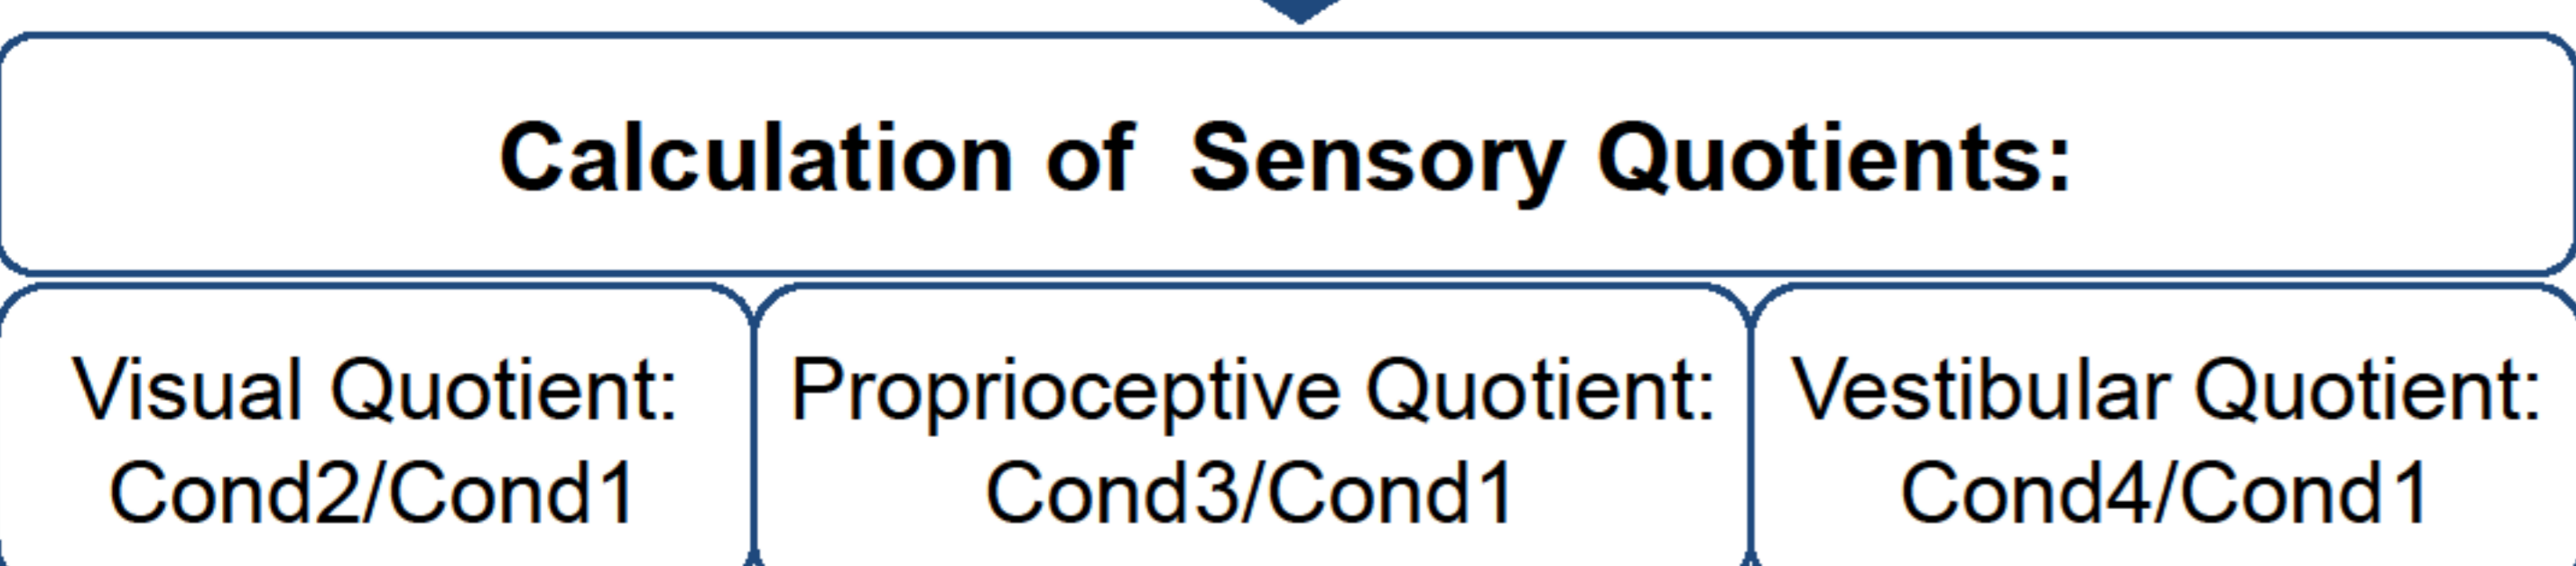 Calculation of  Sensory Quotients:
Visual Quotient:
Cond2/Cond1
Proprioceptive Quotient:
Cond3/Cond1
Vestibular Quotient:
Cond4/Cond1